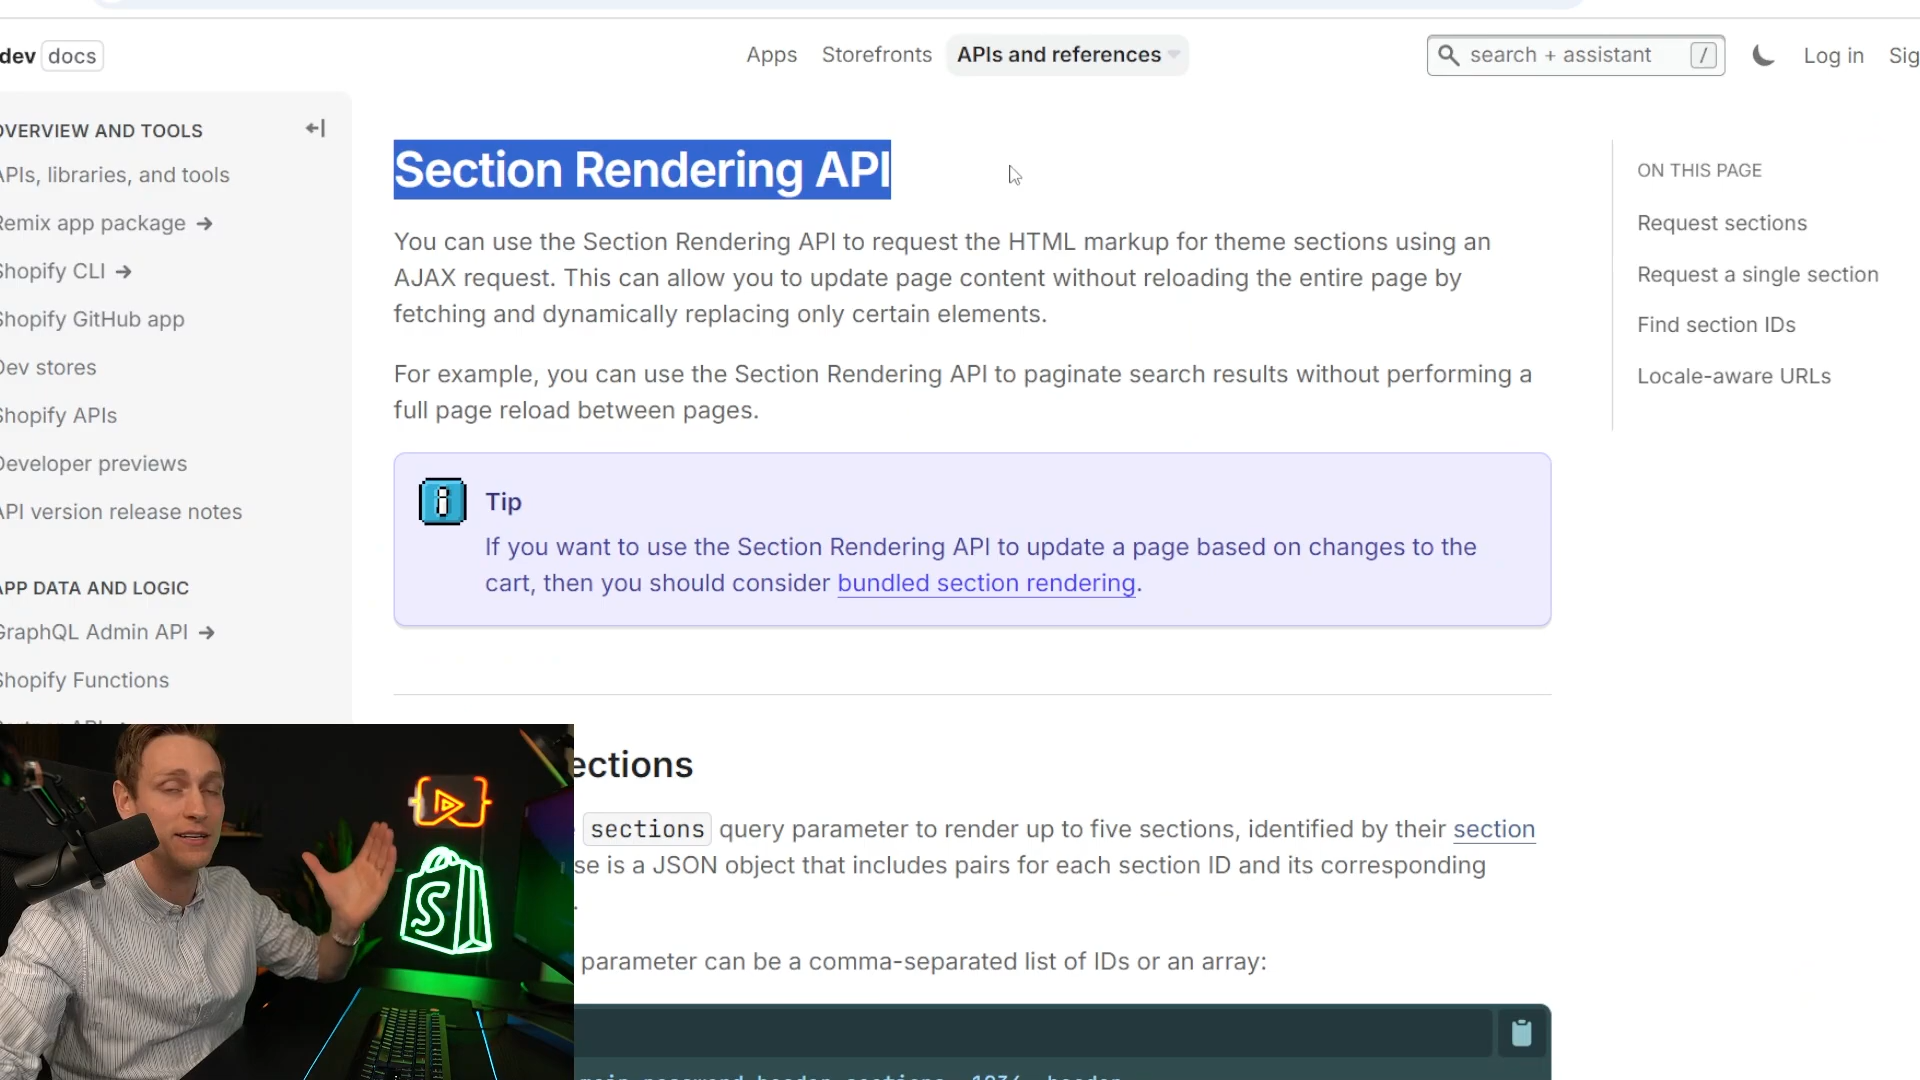 dev docs
Apps Storefronts APIs and references
search + assistant /
Log in
OVERVIEW AND TOOLS
APIs, libraries, and tools
Remix app package →
Shopify CLI →
Shopify GitHub app
Dev stores
Shopify APIs
Developer previews
API version release notes
APP DATA AND LOGIC
GraphQL Admin API →
Shopify Functions
Section Rendering API
You can use the Section Rendering API to request the HTML markup for theme sections using an
AJAX request. This can allow you to update page content without reloading the entire page by
fetching and dynamically replacing only certain elements.
For example, you can use the Section Rendering API to paginate search results without performing a
full page reload between pages.
i Tip
If you want to use the Section Rendering API to update a page based on changes to the
cart, then you should consider bundled section rendering.
ections
sections query parameter to render up to five sections, identified by their section
se is a JSON object that includes pairs for each section ID and its corresponding
.
parameter can be a comma-separated list of IDs or an array:
ON THIS PAGE
Request sections
Request a single section
Find section IDs
Locale-aware URLs
S